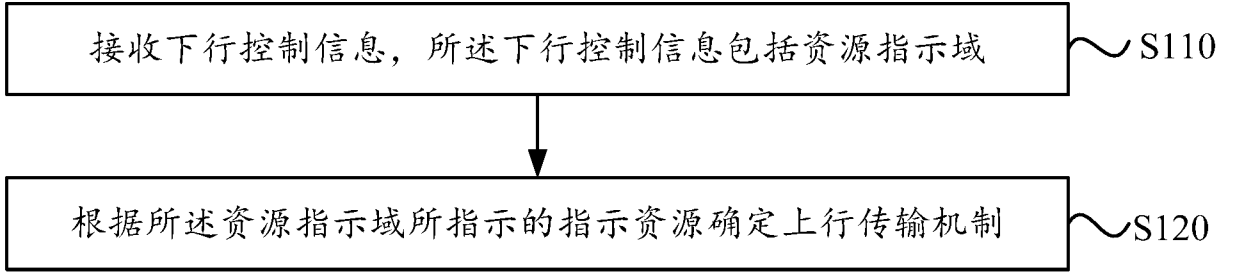 接收下行控制信息，所述下行控制信息包括资源指示域
S110
根据所述资源指示域所指示的指示资源确定上行传输机制
S120